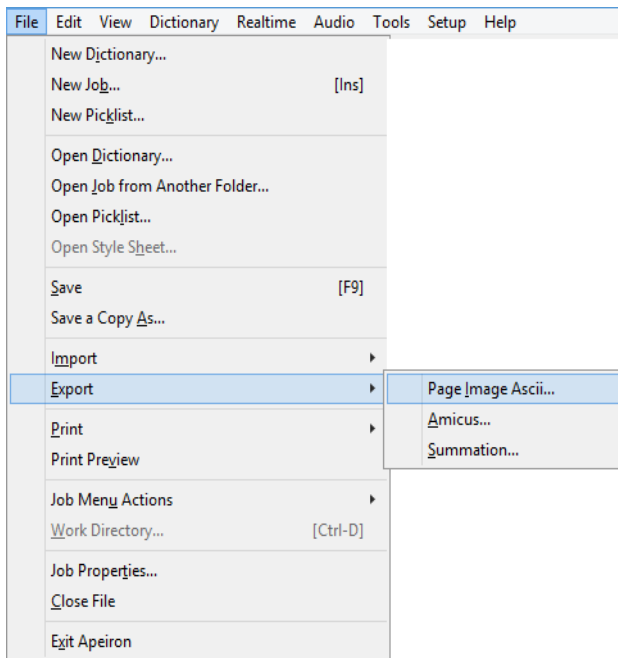 File Edit View Dictionary Realtime Audio Tools Setup Help
New Dictionary...
New Job... [Ins]
New Picklist...
Open Dictionary...
Open Job from Another Folder...
Open Picklist...
Open Style Sheet...
Save [F9]
Save a Copy As...
Import
Export
Page Image Ascii...
Amicus...
Summation...
Print
Print Preview
Job Menu Actions
Work Directory... [Ctrl-D]
Job Properties...
Close File
Exit Apeiron